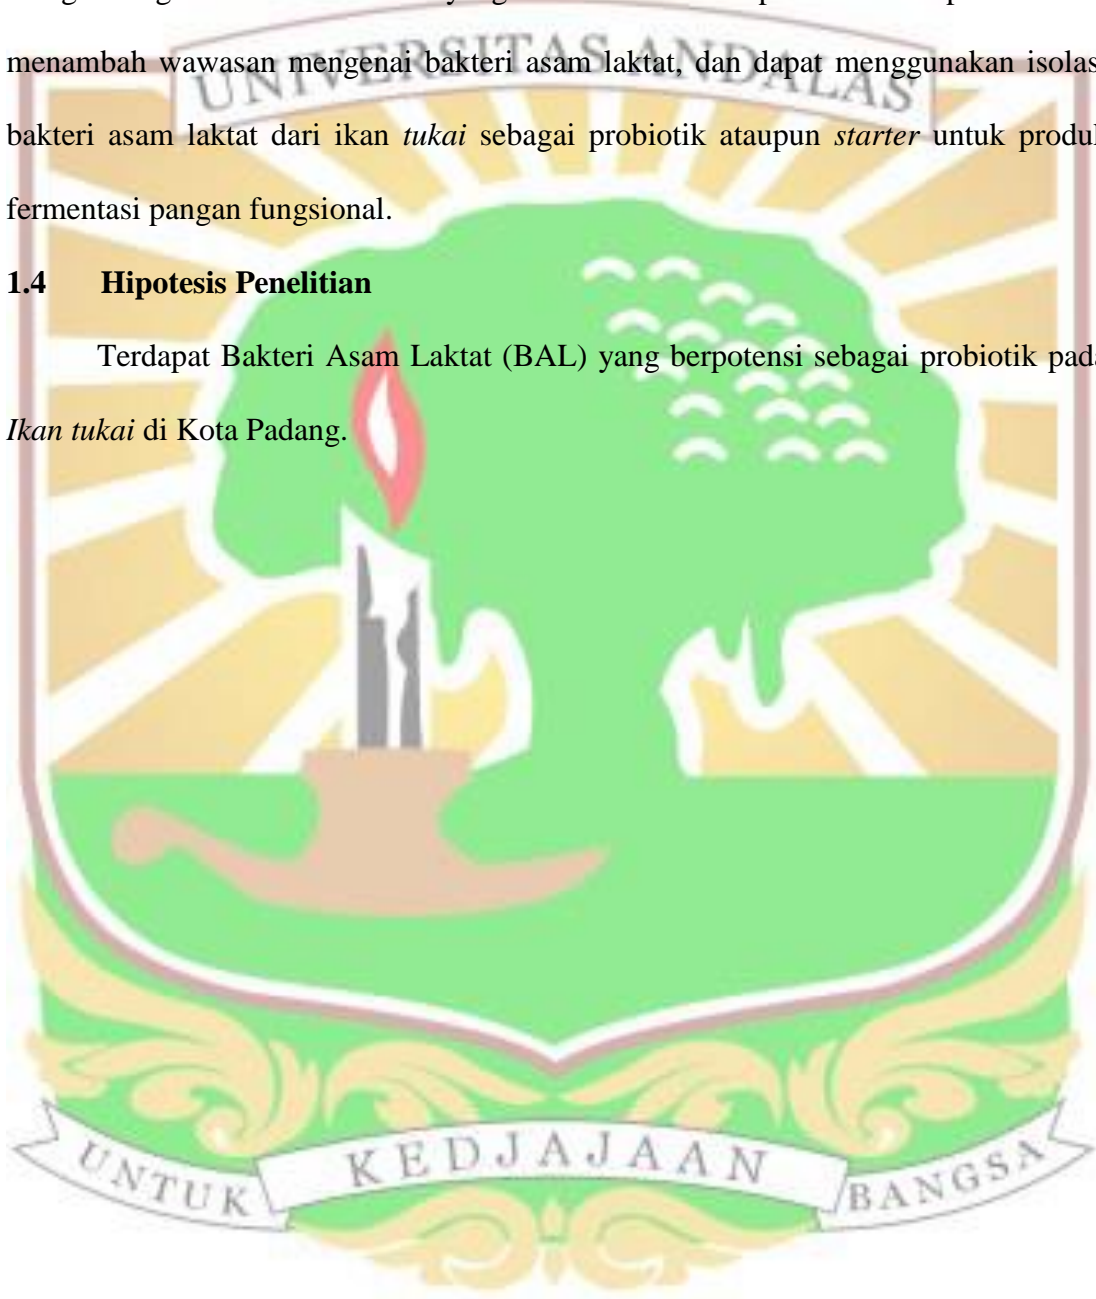 menambah wawasan mengenai bakteri asam laktat, dan dapat menggunakan isolas
UNIVERSITAS ANDALAS
bakteri asam laktat dari ikan tukai sebagai probiotik ataupun starter untuk produk
fermentasi pangan fungsional.
1.4 Hipotesis Penelitian
Terdapat Bakteri Asam Laktat (BAL) yang berpotensi sebagai probiotik pada
Ikan tukai di Kota Padang.
UNTUK KEDJAJAAN BANGSA